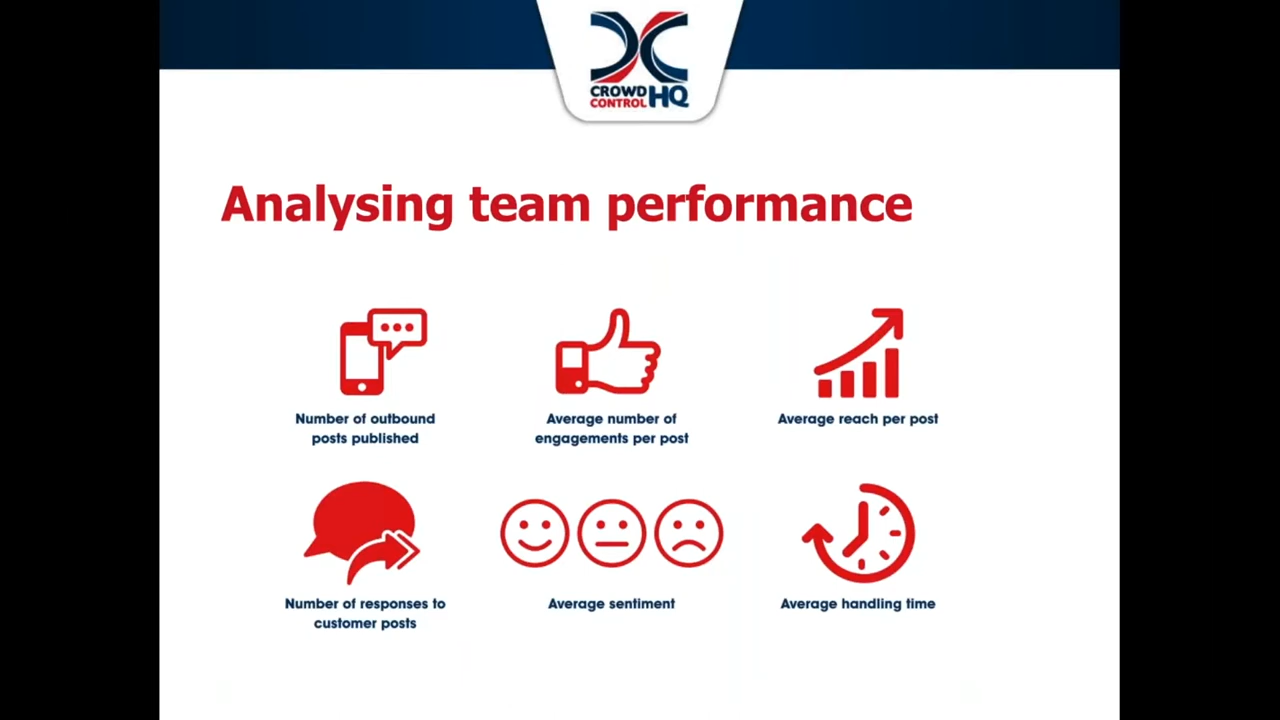 CROWD
CONTROL HQ
Analysing team performance
Number of outbound
posts published
Average number of
engagements per post
Average reach per post
Number of responses to
customer posts
Average sentiment
Average handling time